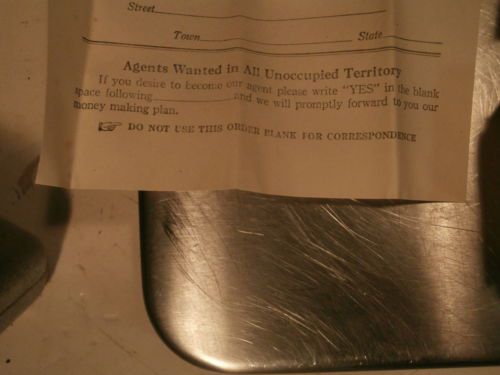 Street
Town State
Agents Wanted in All Unoccupied Territory
If you desire to become our agent please write "YES" in the blank
space following and we will promptly forward to you our
money making plan.
☞ DO NOT USE THIS ORDER BLANK FOR CORRESPONDENCE